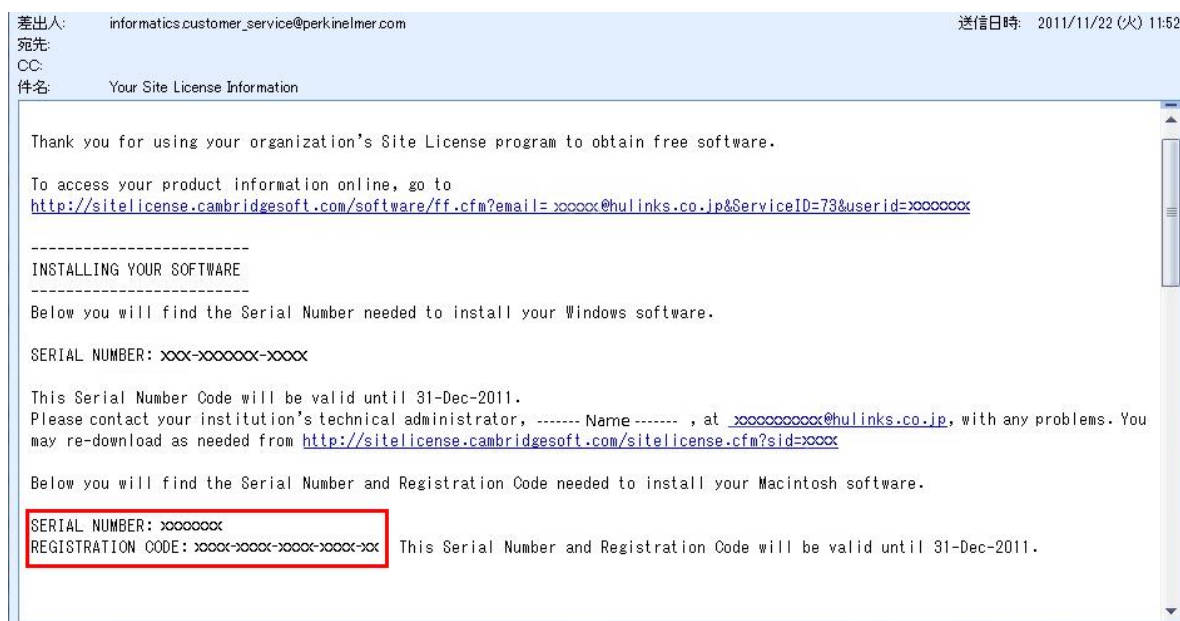 差出人: informatics.customer_service@perkinelmer.com 送信日時: 2011/11/22 (火) 11:52
宛先:
CC:
件名: Your Site License Information
Thank you for using your organization's Site License program to obtain free software.
To access your product information online, go to
http://sitelicense.cambridgesoft.com/software/ff.cfm?email= xxxxx@hulinks.co.jp&ServiceID=73&userid=xxxxxxx
-------------------------
INSTALLING YOUR SOFTWARE
-------------------------
Below you will find the Serial Number needed to install your Windows software.
SERIAL NUMBER: xxx-xxxxxx-xxxx
This Serial Number Code will be valid until 31-Dec-2011.
Please contact your institution's technical administrator, ------- Name ------- , at xxxxxxxxxx@hulinks.co.jp, with any problems. You
may re-download as needed from http://sitelicense.cambridgesoft.com/sitelicense.cfm?sid=xxxx
Below you will find the Serial Number and Registration Code needed to install your Macintosh software.
SERIAL NUMBER: xxxxxxx
REGISTRATION CODE: xxxx-xxxx-xxxx-xxxx-xx This Serial Number and Registration Code will be valid until 31-Dec-2011.